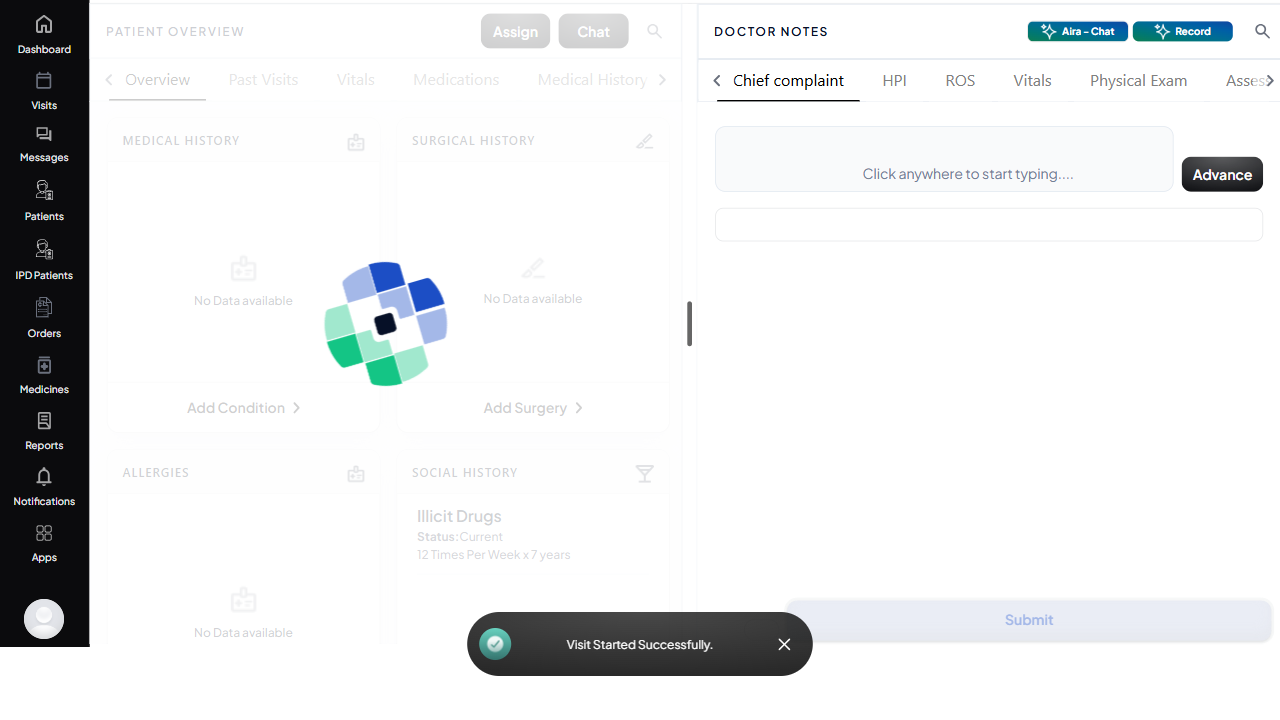 Dashboard
Visits
Messages
Patients
IPD Patients
Orders
Medicines
Reports
Notifications
Apps
PATIENT OVERVIEW
Assign
Chat
Overview
Past Visits
Vitals
Medications
Medical History
MEDICAL HISTORY
No Data available
Add Condition
SURGICAL HISTORY
No Data available
Add Surgery
ALLERGIES
No Data available
SOCIAL HISTORY
Illicit Drugs
Status:Current
12 Times Per Week x 7 years
DOCTOR NOTES
Aira - Chat
Record
Chief complaint
HPI
ROS
Vitals
Physical Exam
Asses
Click anywhere to start typing....
Advance
Submit
Visit Started Successfully.